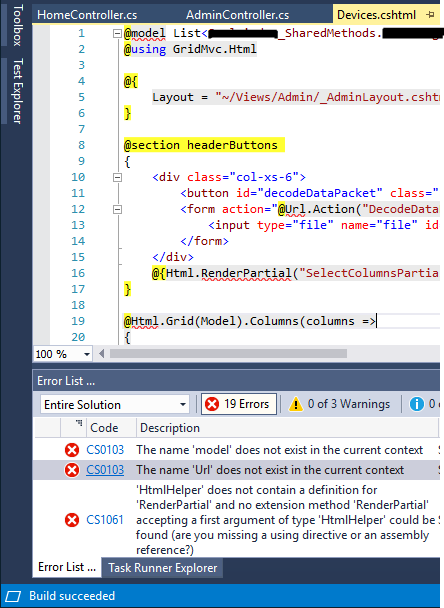 Toolbox
Test Explorer
HomeController.cs AdminController.cs Devices.cshtml
1 @model List< _SharedMethods.
2 @using GridMvc.Html
3
4 @{
5 Layout = "~/Views/Admin/_AdminLayout.cshtm
6 }
7
8 @section headerButtons
9 {
10 <div class="col-xs-6">
11 <button id="decodeDataPacket" class="
12 <form action="@Url.Action("DecodeData
13 <input type="file" name="file" id
14 </form>
15 </div>
16 @{Html.RenderPartial("SelectColumnsPartia
17 }
18
19 @Html.Grid(Model).Columns(columns =>
20 {
100 %
Error List ...
Entire Solution 19 Errors 0 of 3 Warnings 0
Code Description
CS0103 The name 'model' does not exist in the current context
CS0103 The name 'Url' does not exist in the current context
'HtmlHelper' does not contain a definition for
'RenderPartial' and no extension method 'RenderPartial'
CS1061 accepting a first argument of type 'HtmlHelper' could be
found (are you missing a using directive or an assembly
reference?)
Error List ... Task Runner Explorer
Build succeeded